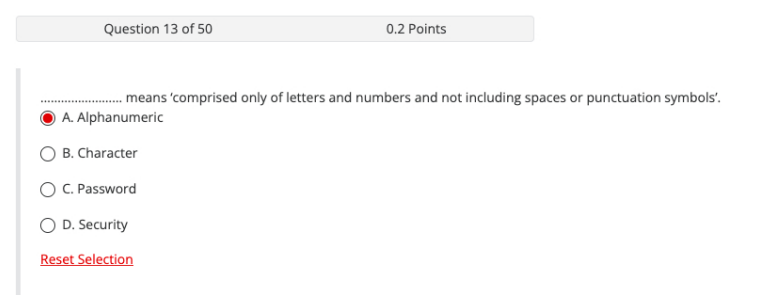 Question 13 of 50 0.2 Points
........................ means ‘comprised only of letters and numbers and not including spaces or punctuation symbols’.
A. Alphanumeric
B. Character
C. Password
D. Security
Reset Selection